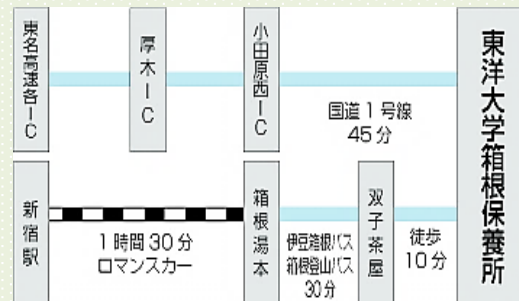 東名高速各IC
厚木IC
小田原西IC
国道1号線
45分
東洋大学箱根保養所
新宿駅
1時間30分
ロマンスカー
箱根湯本
伊豆箱根バス
箱根登山バス
30分
双子茶屋
徒歩
10分